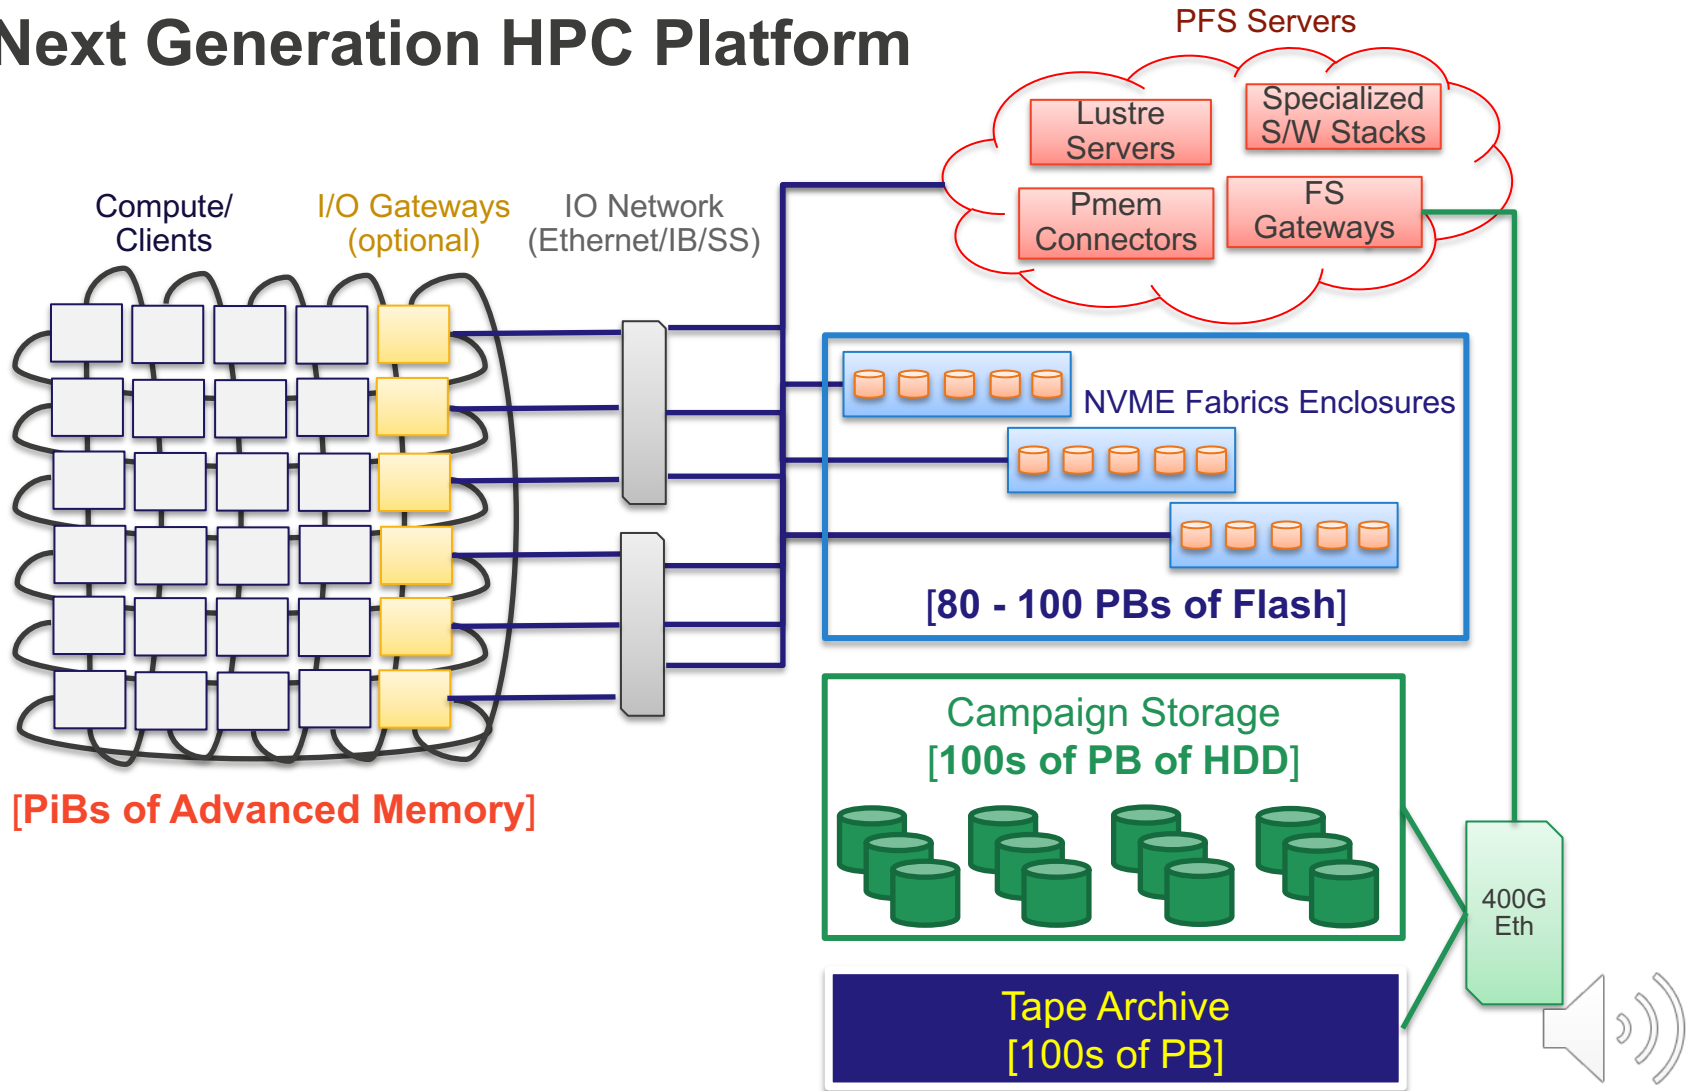 Next Generation HPC Platform
PFS Servers
Lustre
Servers
Specialized
S/W Stacks
Pmem
Connectors
FS
Gateways
Compute/
Clients
I/O Gateways
(optional)
IO Network
(Ethernet/IB/SS)
NVME Fabrics Enclosures
[80 - 100 PBs of Flash]
Campaign Storage
[100s of PB of HDD]
[PiBs of Advanced Memory]
400G
Eth
Tape Archive
[100s of PB]